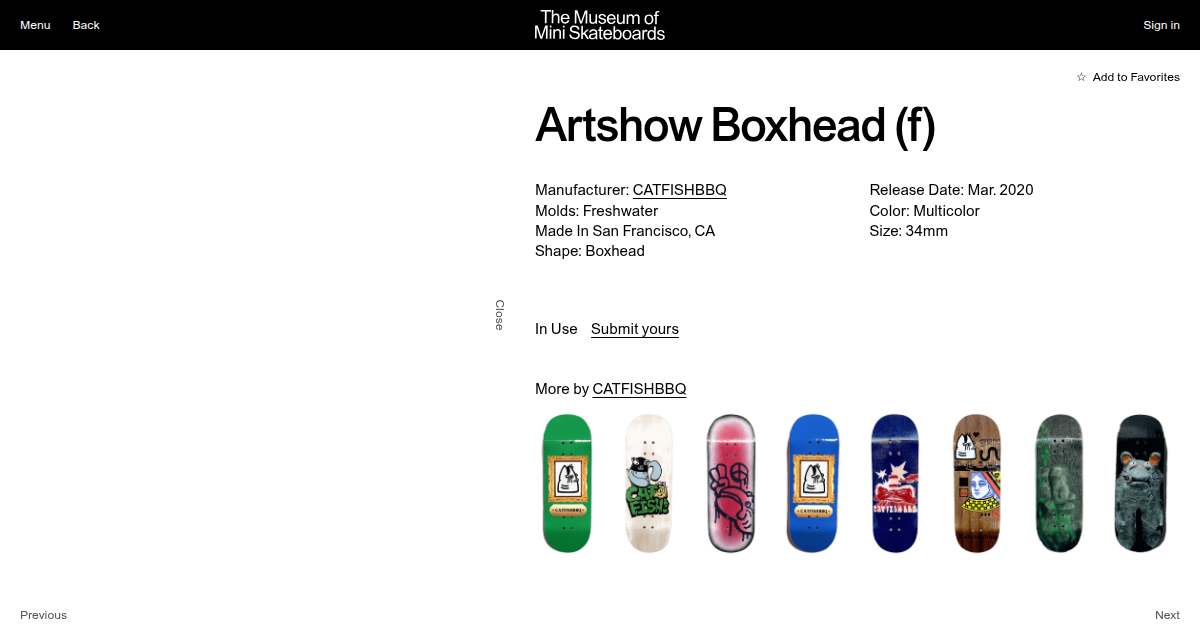 Menu
Back
The Museum of
Mini Skateboards
Sign in
☆ Add to Favorites
Artshow Boxhead (f)
Manufacturer: CATFISHBBQ
Molds: Freshwater
Made In San Francisco, CA
Shape: Boxhead
Release Date: Mar. 2020
Color: Multicolor
Size: 34mm
Close
In Use
Submit yours
More by CATFISHBBQ
CATFISHBBQ
CATFISHBBQ
Previous
Next